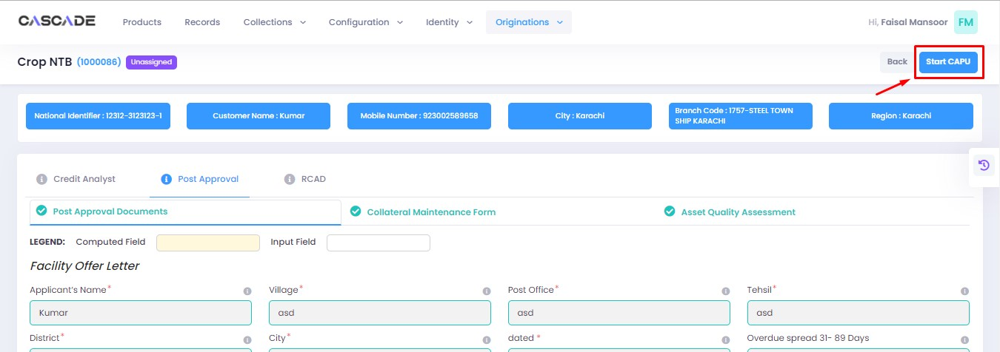 CASCADE Products Records Collections Configuration Identity Originations Hi, Faisal Mansoor FM
Crop NTB (1000086) Unassigned Back Start CAPU
National Identifier : 12312-3123123-1 Customer Name : Kumar Mobile Number : 923002589658 City : Karachi Branch Code : 1757-STEEL TOWN SHIP KARACHI Region : Karachi
Credit Analyst Post Approval RCAD
Post Approval Documents Collateral Maintenance Form Asset Quality Assessment
LEGEND: Computed Field Input Field
Facility Offer Letter
Applicant's Name* Village* Post Office* Tehsil*
Kumar asd asd asd
District* City* dated * Overdue spread 31- 89 Days